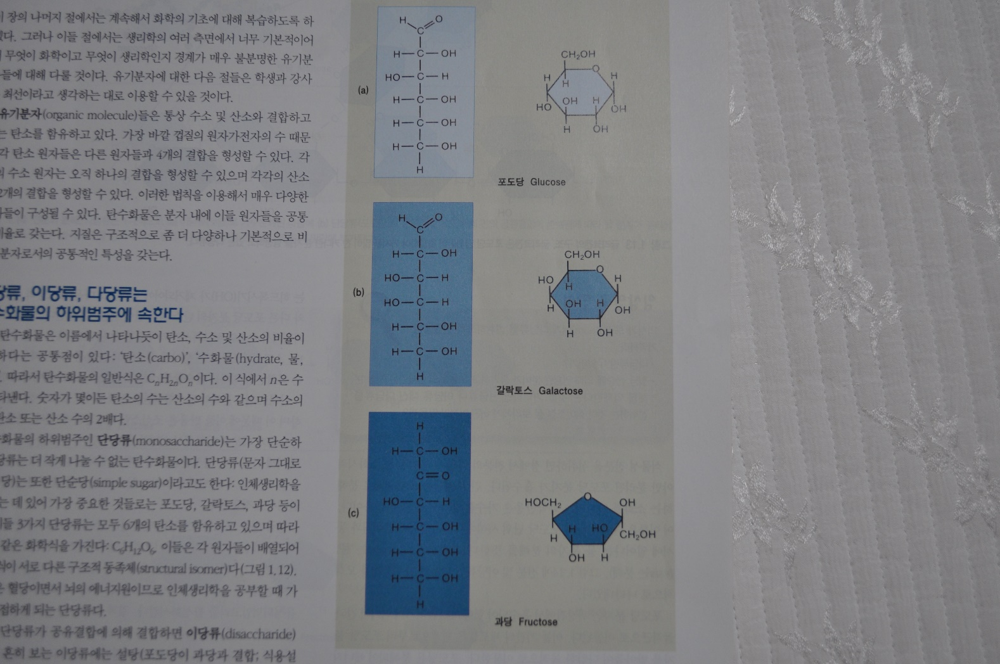 장의 나머지 절에서는 계속해서 화학의 기초에 대해 복습하도록 하
그러나 이들 절에서는 생리학의 여러 측면에서 너무 기본적이어
무엇이 화학이고 무엇이 생리학인지 경계가 매우 불분명한 유기분
들에 대해 다룰 것이다. 유기분자에 대한 다음 절들은 학생과 강사
최선이라고 생각하는 대로 이용할 수 있을 것이다.
유기분자(organic molecule)들은 통상 수소 및 산소와 결합하고
는 탄소를 함유하고 있다. 가장 바깥 껍질의 원자가전자의 수 때문
각 탄소 원자들은 다른 원자들과 4개의 결합을 형성할 수 있다. 각
수소 원자는 오직 하나의 결합을 형성할 수 있으며 각각의 산소
2개의 결합을 형성할 수 있다. 이러한 법칙을 이용해서 매우 다양한
들이 구성될 수 있다. 탄수화물은 분자 내에 이들 원자들을 공통
비율로 갖는다. 지질은 구조적으로 좀 더 다양하나 기본적으로 비
분자로서의 공통적인 특성을 갖는다.
당류, 이당류, 다당류는
수화물의 하위범주에 속한다
탄수화물은 이름에서 나타나듯이 탄소, 수소 및 산소의 비율이
하다는 공통점이 있다: ‘탄소(carbo)’, ‘수화물(hydrate, 물,
. 따라서 탄수화물의 일반식은 CnH2nOn이다. 이 식에서 n은 수
타낸다. 숫자가 몇이든 탄소의 수는 산소의 수와 같으며 수소의
탄소 또는 산소 수의 2배다.
수화물의 하위범주인 단당류(monosaccharide)는 가장 단순하
당류는 더 작게 나눌 수 없는 탄수화물이다. 단당류(문자 그대로
당)는 또한 단순당(simple sugar)이라고도 한다: 인체생리학을
는 데 있어 가장 중요한 것들로는 포도당, 갈락토스, 과당 등이
이들 3가지 단당류는 모두 6개의 탄소를 함유하고 있으며 따라
같은 화학식을 가진다: C6H12O6. 이들은 각 원자들이 배열되어
식이 서로 다른 구조적 동족체(structural isomer)다(그림 1.12).
은 혈당이면서 뇌의 에너지원이므로 인체생리학을 공부할 때 가
접하게 되는 단당류다.
단당류가 공유결합에 의해 결합하면 이당류(disaccharide)
흔히 보는 이당류에는 설탕(포도당이 과당과 결합; 식용설
(a)
H O
C
H—C—OH
HO—C—H
H—C—OH
H—C—OH
H—C—OH
H
CH2OH
O
H H H
OH H
HO OH
H OH
포도당 Glucose
(b)
H O
C
H—C—OH
HO—C—H
HO—C—H
H—C—OH
H—C—OH
H
CH2OH
O
HO H H
OH H
H OH
H OH
갈락토스 Galactose
(c)
H
H—C—OH
C=O
HO—C—H
H—C—OH
H—C—OH
H—C—OH
H
O
HOCH2 OH
H HO
H CH2OH
OH H
과당 Fructose